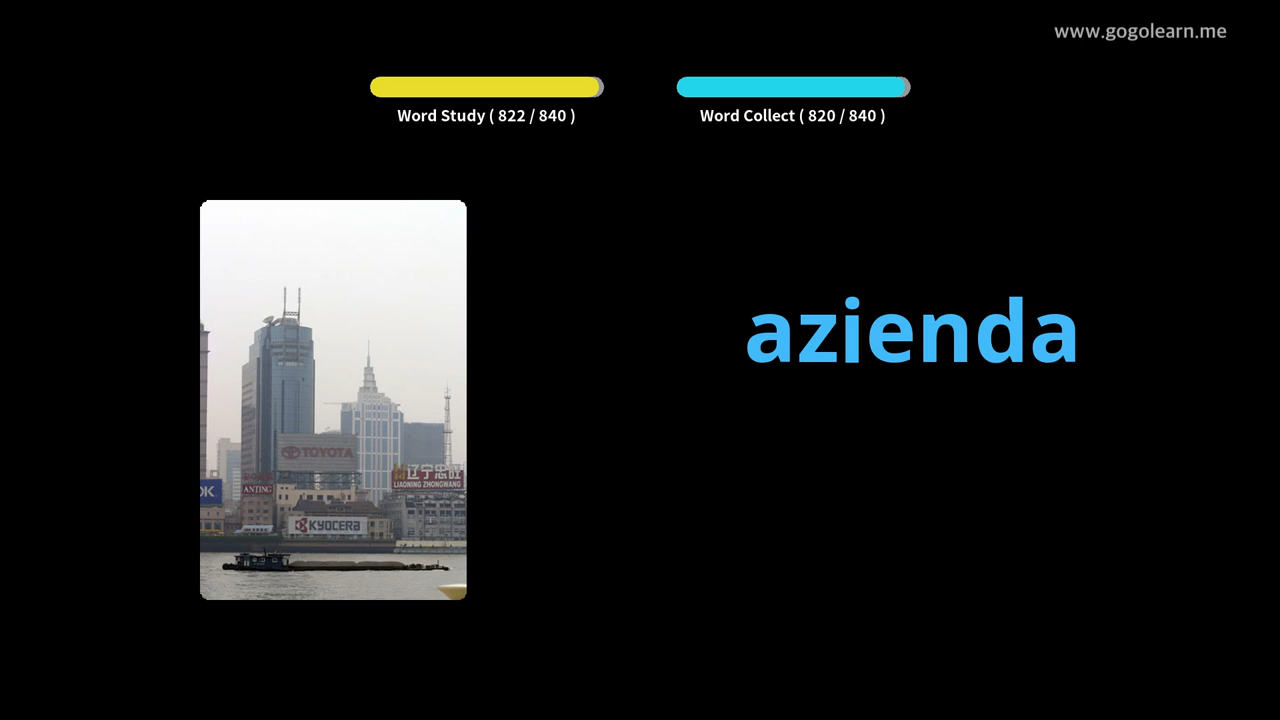 www.gogolearn.me
Word Study ( 822 / 840 )
Word Collect ( 820 / 840 )
azienda
TOYOTA
辽宁忠旺
LIAONING ZHONGWANG
OK
ANTING
KYOCERA